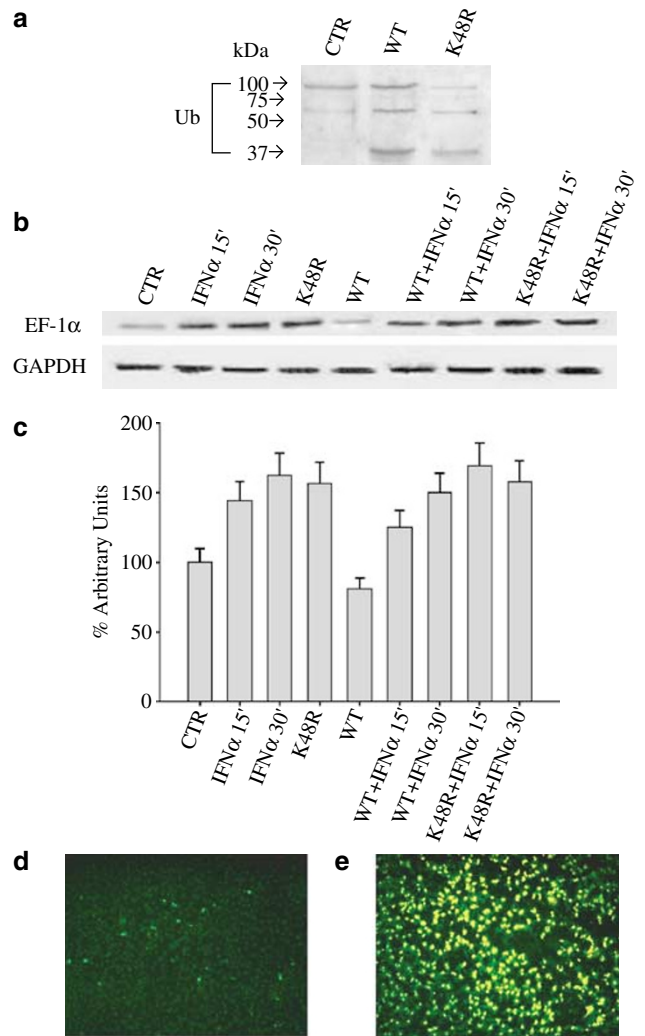 a
kDa
CTR
WT
K48R
Ub
100→
75→
50→
37→
b
CTR
IFNα 15'
IFNα 30'
K48R
WT
WT+IFNα 15'
WT+IFNα 30'
K48R+IFNα 15'
K48R+IFNα 30'
EF-1α
GAPDH
c
% Arbitrary Units
200
150
100
50
0
CTR
IFNα 15'
IFNα 30'
K48R
WT
WT+IFNα 15'
WT+IFNα 30'
K48R+IFNα 15'
K48R+IFNα 30'
d
e